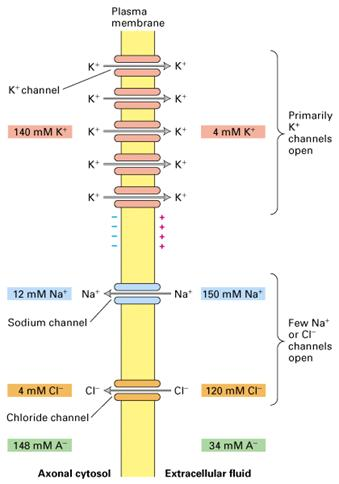 Plasma
membrane
K⁺ K⁺
K⁺ channel
K⁺ K⁺
140 mM K⁺ K⁺ K⁺ 4 mM K⁺
Primarily
K⁺
channels
open
K⁺ K⁺
K⁺ K⁺
– +
– +
– +
– +
12 mM Na⁺ Na⁺ Na⁺ 150 mM Na⁺
Sodium channel
Few Na⁺
or Cl⁻
channels
open
4 mM Cl⁻ Cl⁻ Cl⁻ 120 mM Cl⁻
Chloride channel
148 mM A⁻ 34 mM A⁻
Axonal cytosol Extracellular fluid